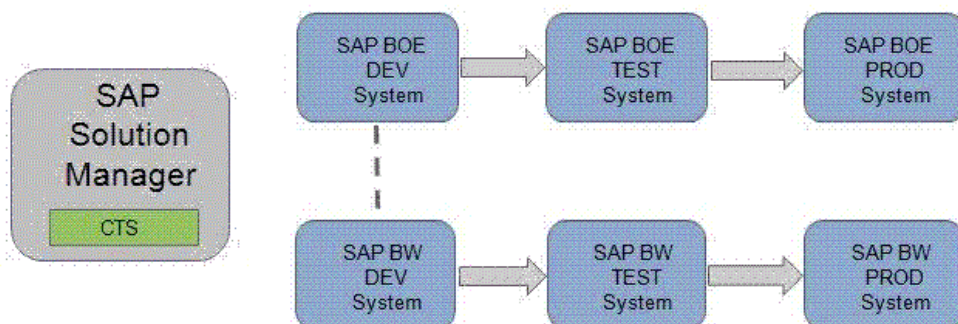 SAP
Solution
Manager
CTS
SAP BOE
DEV
System
SAP BOE
TEST
System
SAP BOE
PROD
System
SAP BW
DEV
System
SAP BW
TEST
System
SAP BW
PROD
System